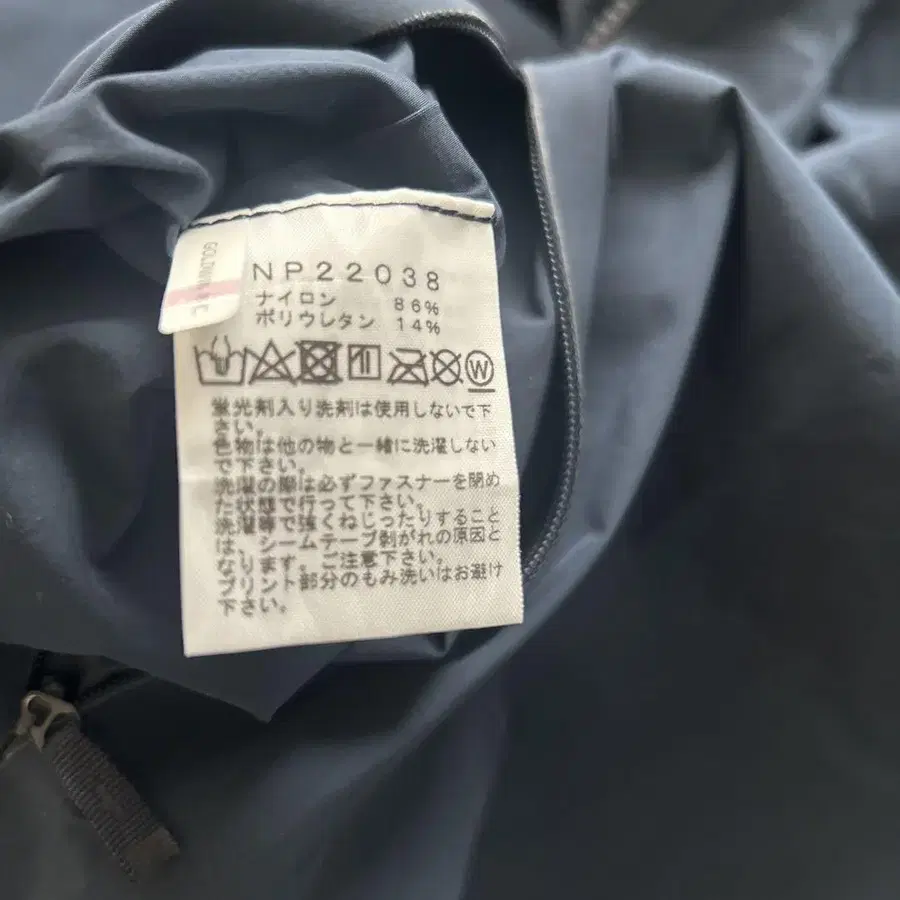 GOLDWIN
NP22038
ナイロン 86%
ポリウレタン 14%
W
蛍光剤入り洗剤は使用しないで下
さい。
色物は他の物と一緒に洗濯しない
で下さい。
洗濯の際は必ずファスナーを閉め
た状態で行って下さい。
洗濯等で強くねじったりすること
は、シームテープ剥がれの原因と
なります。ご注意下さい。
プリント部分のもみ洗いはお避け
下さい。